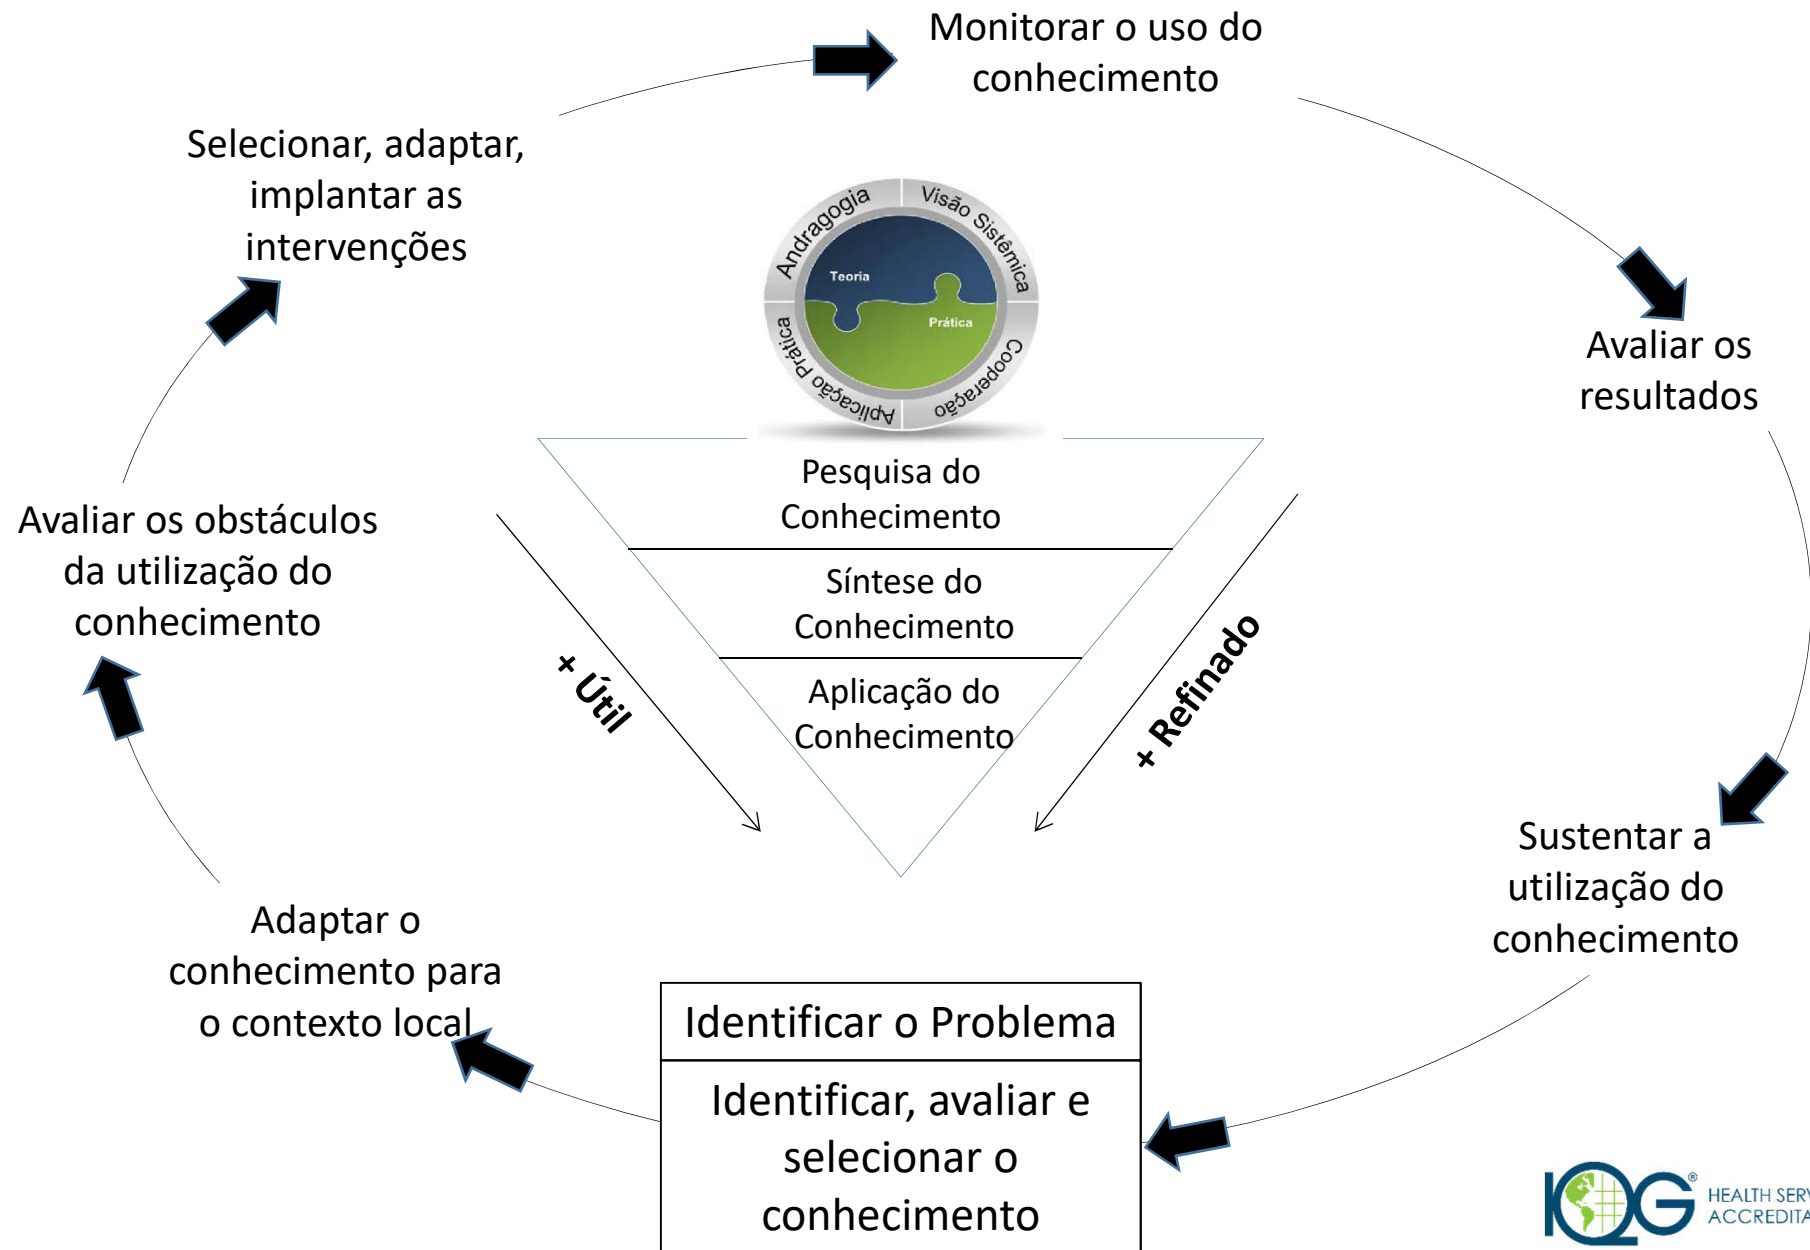 Monitorar o uso do
conhecimento
Selecionar, adaptar,
implantar as
intervenções
Andragogia
Visão Sistêmica
Teoria
Prática
Aplicação Prática
Cooperação
Avaliar os
resultados
Pesquisa do
Conhecimento
Avaliar os obstáculos
da utilização do
conhecimento
Síntese do
Conhecimento
+ Útil
+ Refinado
Aplicação do
Conhecimento
Sustentar a
utilização do
conhecimento
Adaptar o
conhecimento para
o contexto local
Identificar o Problema
Identificar, avaliar e
selecionar o
conhecimento
IQG®
HEALTH SERV
ACCREDITA